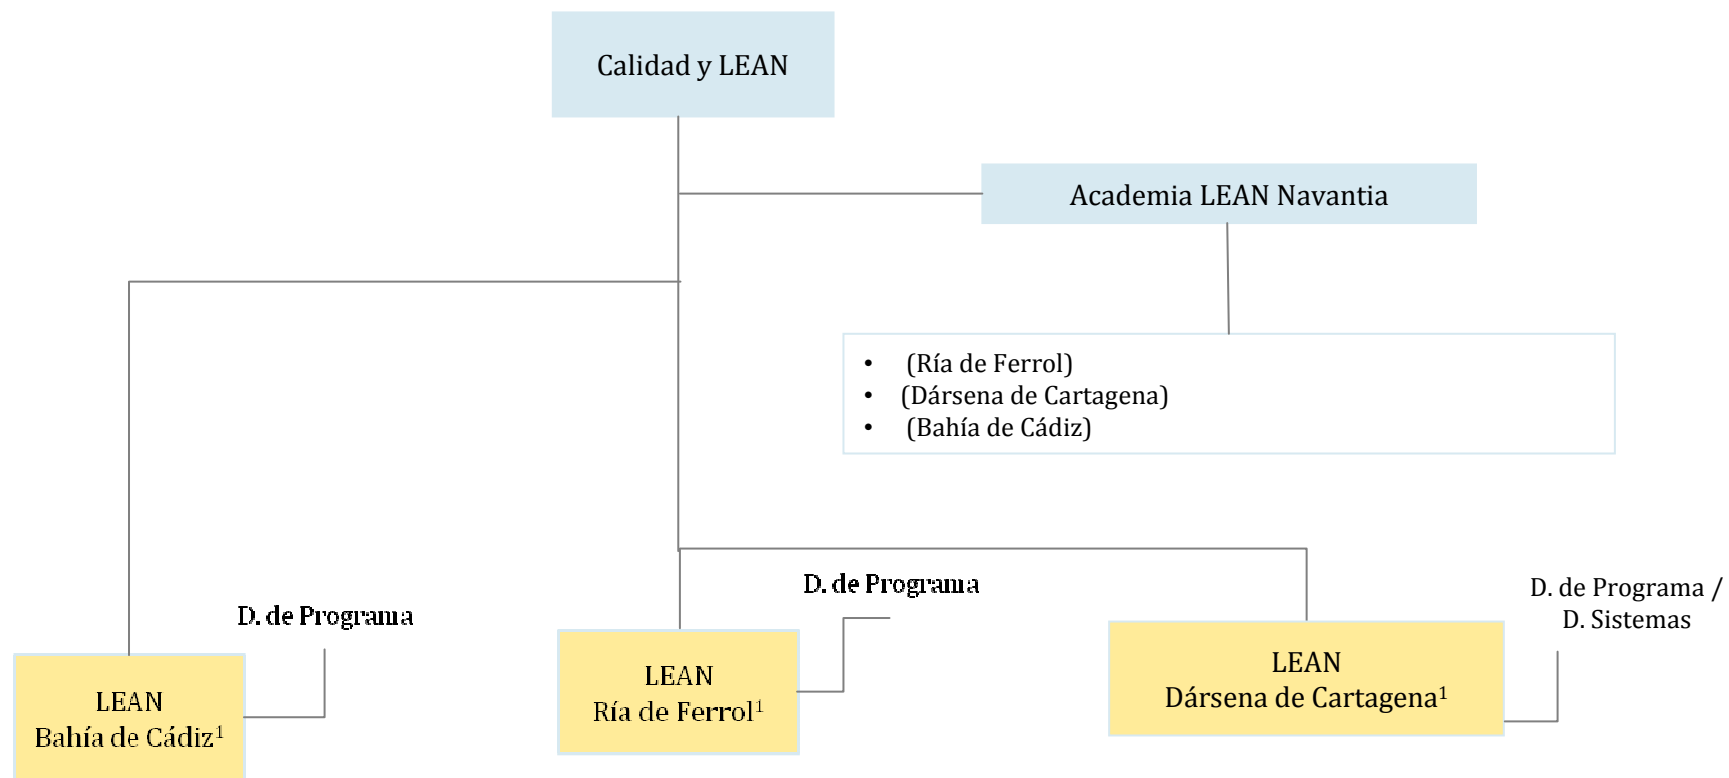 Calidad y LEAN
Academia LEAN Navantia
• (Ría de Ferrol)
• (Dársena de Cartagena)
• (Bahía de Cádiz)
D. de Programa
D. de Programa
D. de Programa /
D. Sistemas
LEAN
Bahía de Cádiz¹
LEAN
Ría de Ferrol¹
LEAN
Dársena de Cartagena¹